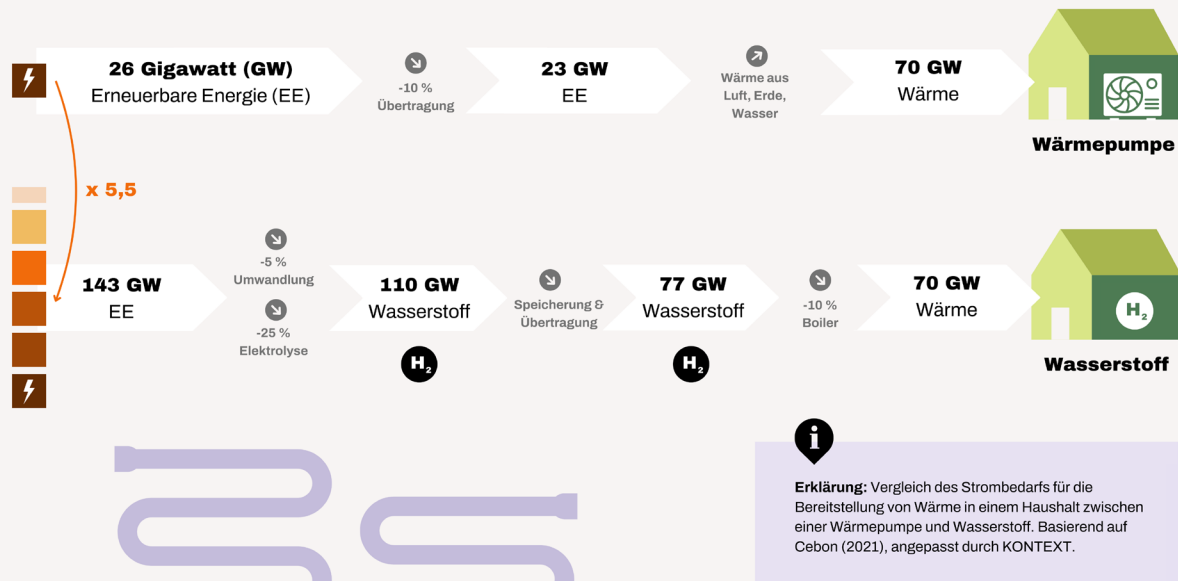 26 Gigawatt (GW)
Erneuerbare Energie (EE)
-10 %
Übertragung
23 GW
EE
Wärme aus
Luft, Erde,
Wasser
70 GW
Wärme
Wärmepumpe
x 5,5
143 GW
EE
-5 %
Umwandlung
-25 %
Elektrolyse
110 GW
Wasserstoff
H₂
Speicherung &
Übertragung
77 GW
Wasserstoff
H₂
-10 %
Boiler
70 GW
Wärme
H₂
Wasserstoff
i
Erklärung: Vergleich des Strombedarfs für die
Bereitstellung von Wärme in einem Haushalt zwischen
einer Wärmepumpe und Wasserstoff. Basierend auf
Cebon (2021), angepasst durch KONTEXT.